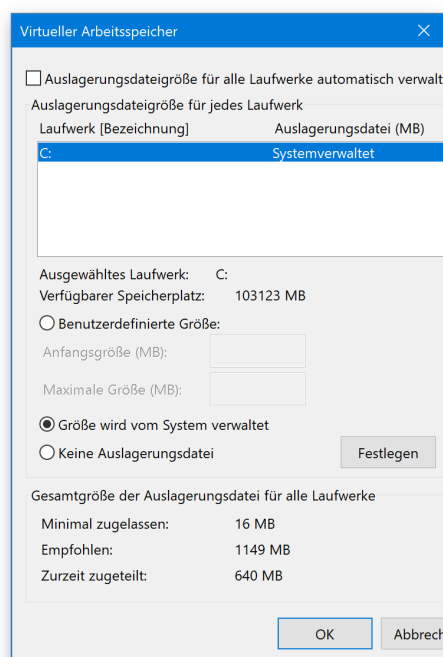 Virtueller Arbeitsspeicher
Auslagerungsdateigröße für alle Laufwerke automatisch verwalt
Auslagerungsdateigröße für jedes Laufwerk
Laufwerk [Bezeichnung] Auslagerungsdatei (MB)
C: Systemverwaltet
Ausgewähltes Laufwerk: C:
Verfügbarer Speicherplatz: 103123 MB
Benutzerdefinierte Größe:
Anfangsgröße (MB):
Maximale Größe (MB):
Größe wird vom System verwaltet
Keine Auslagerungsdatei Festlegen
Gesamtgröße der Auslagerungsdatei für alle Laufwerke
Minimal zugelassen: 16 MB
Empfohlen: 1149 MB
Zurzeit zugeteilt: 640 MB
OK Abbrech